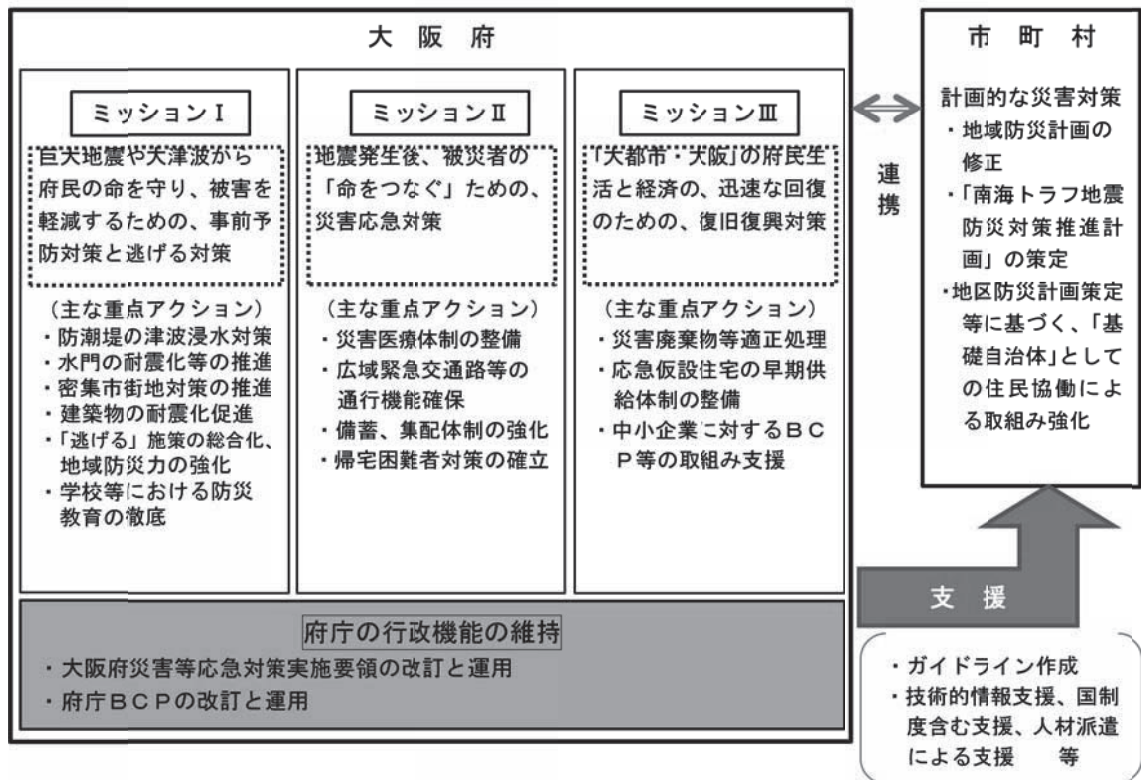 大阪府
ミッションⅠ
巨大地震や大津波から
府民の命を守り、被害を
軽減するための、事前予
防対策と逃げる対策
（主な重点アクション）
・防潮堤の津波浸水対策
・水門の耐震化等の推進
・密集市街地対策の推進
・建築物の耐震化促進
・「逃げる」施策の総合化、
地域防災力の強化
・学校等における防災
教育の徹底
ミッションⅡ
地震発生後、被災者の
「命をつなぐ」ための、
災害応急対策
（主な重点アクション）
・災害医療体制の整備
・広域緊急交通路等の
通行機能確保
・備蓄、集配体制の強化
・帰宅困難者対策の確立
ミッションⅢ
「大都市・大阪」の府民生
活と経済の、迅速な回復
のための、復旧復興対策
（主な重点アクション）
・災害廃棄物等適正処理
・応急仮設住宅の早期供
給体制の整備
・中小企業に対するＢＣ
Ｐ等の取組み支援
府庁の行政機能の維持
・大阪府災害等応急対策実施要領の改訂と運用
・府庁ＢＣＰの改訂と運用
連携
市町村
計画的な災害対策
・地域防災計画の
修正
・「南海トラフ地震
防災対策推進計
画」の策定
・地区防災計画策定
等に基づく、「基
礎自治体」として
の住民協働によ
る取組み強化
支援
・ガイドライン作成
・技術的情報支援、国制
度含む支援、人材派遣
による支援　等